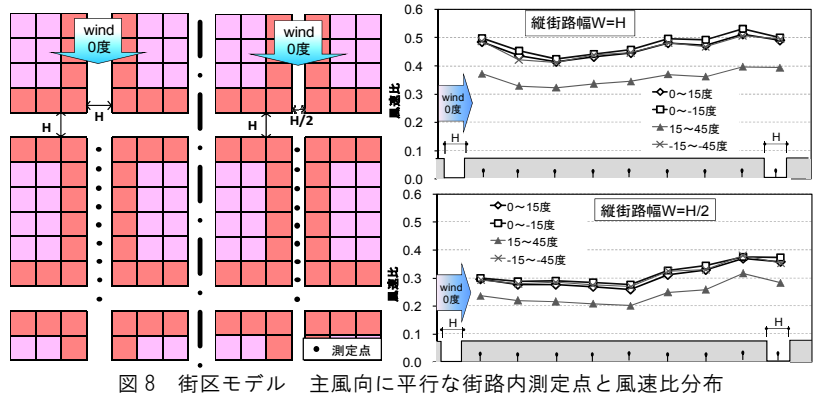 wind
0度
wind
0度
H
H
H
H/2
測定点
縦街路幅W=H
0.6
0.5
0.4
0.3
0.2
0.1
0.0
風速比
wind
0度
0～15度
0～-15度
15～45度
-15～-45度
H
H
縦街路幅W=H/2
0.6
0.5
0.4
0.3
0.2
0.1
0.0
風速比
wind
0度
0～15度
0～-15度
15～45度
-15～-45度
H
H
図８　街区モデル　主風向に平行な街路内測定点と風速比分布